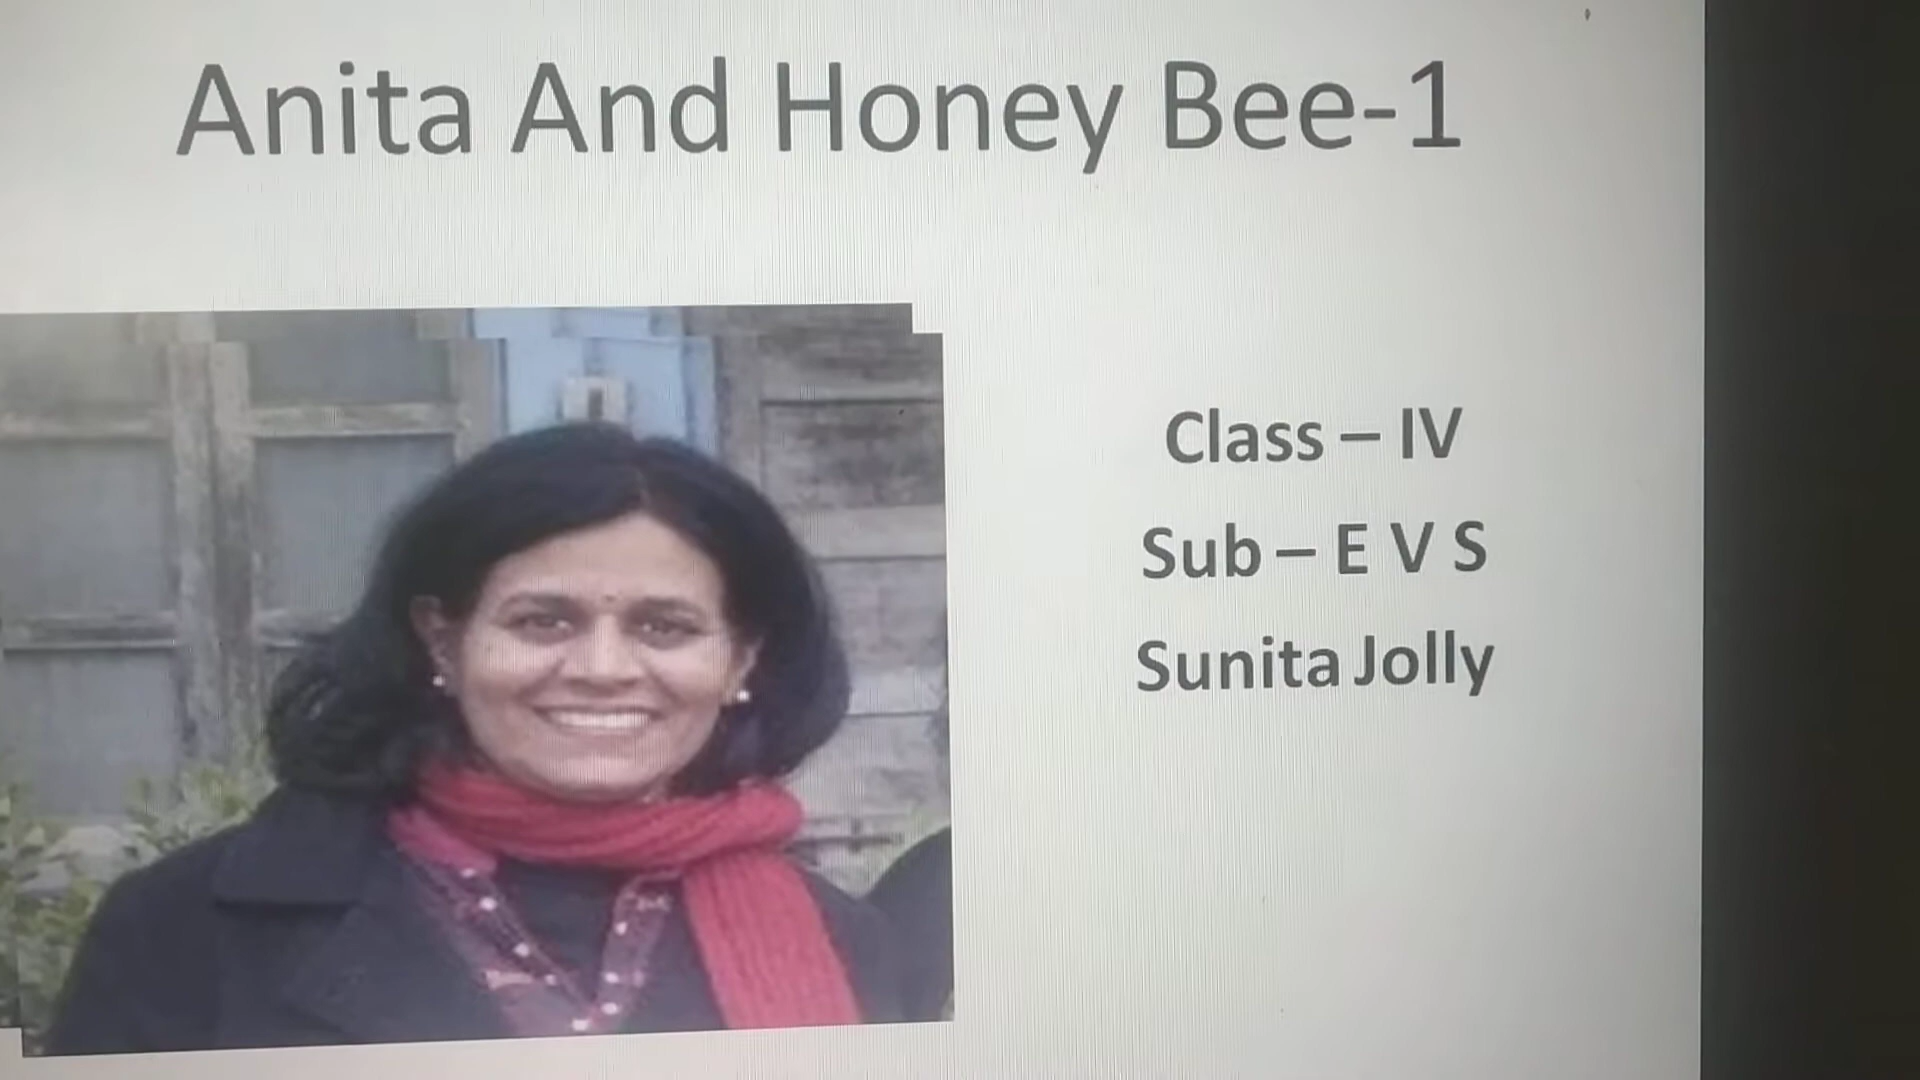 Anita And Honey Bee-1
Class – IV
Sub – E V S
Sunita Jolly